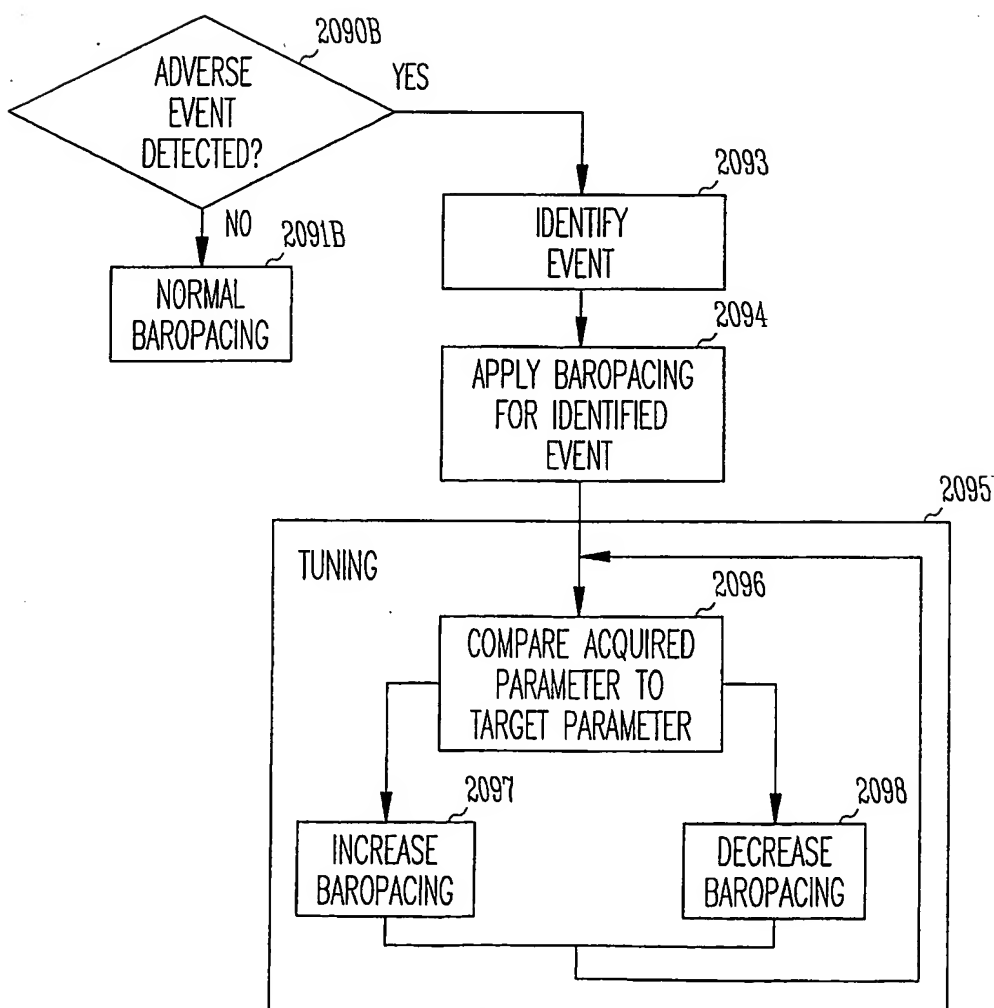 2090B
ADVERSE
EVENT
DETECTED?
YES
NO
2091B
NORMAL
BAROPACING
2093
IDENTIFY
EVENT
2094
APPLY BAROPACING
FOR IDENTIFIED
EVENT
2095
TUNING
2096
COMPARE ACQUIRED
PARAMETER TO
TARGET PARAMETER
2097
INCREASE
BAROPACING
2098
DECREASE
BAROPACING